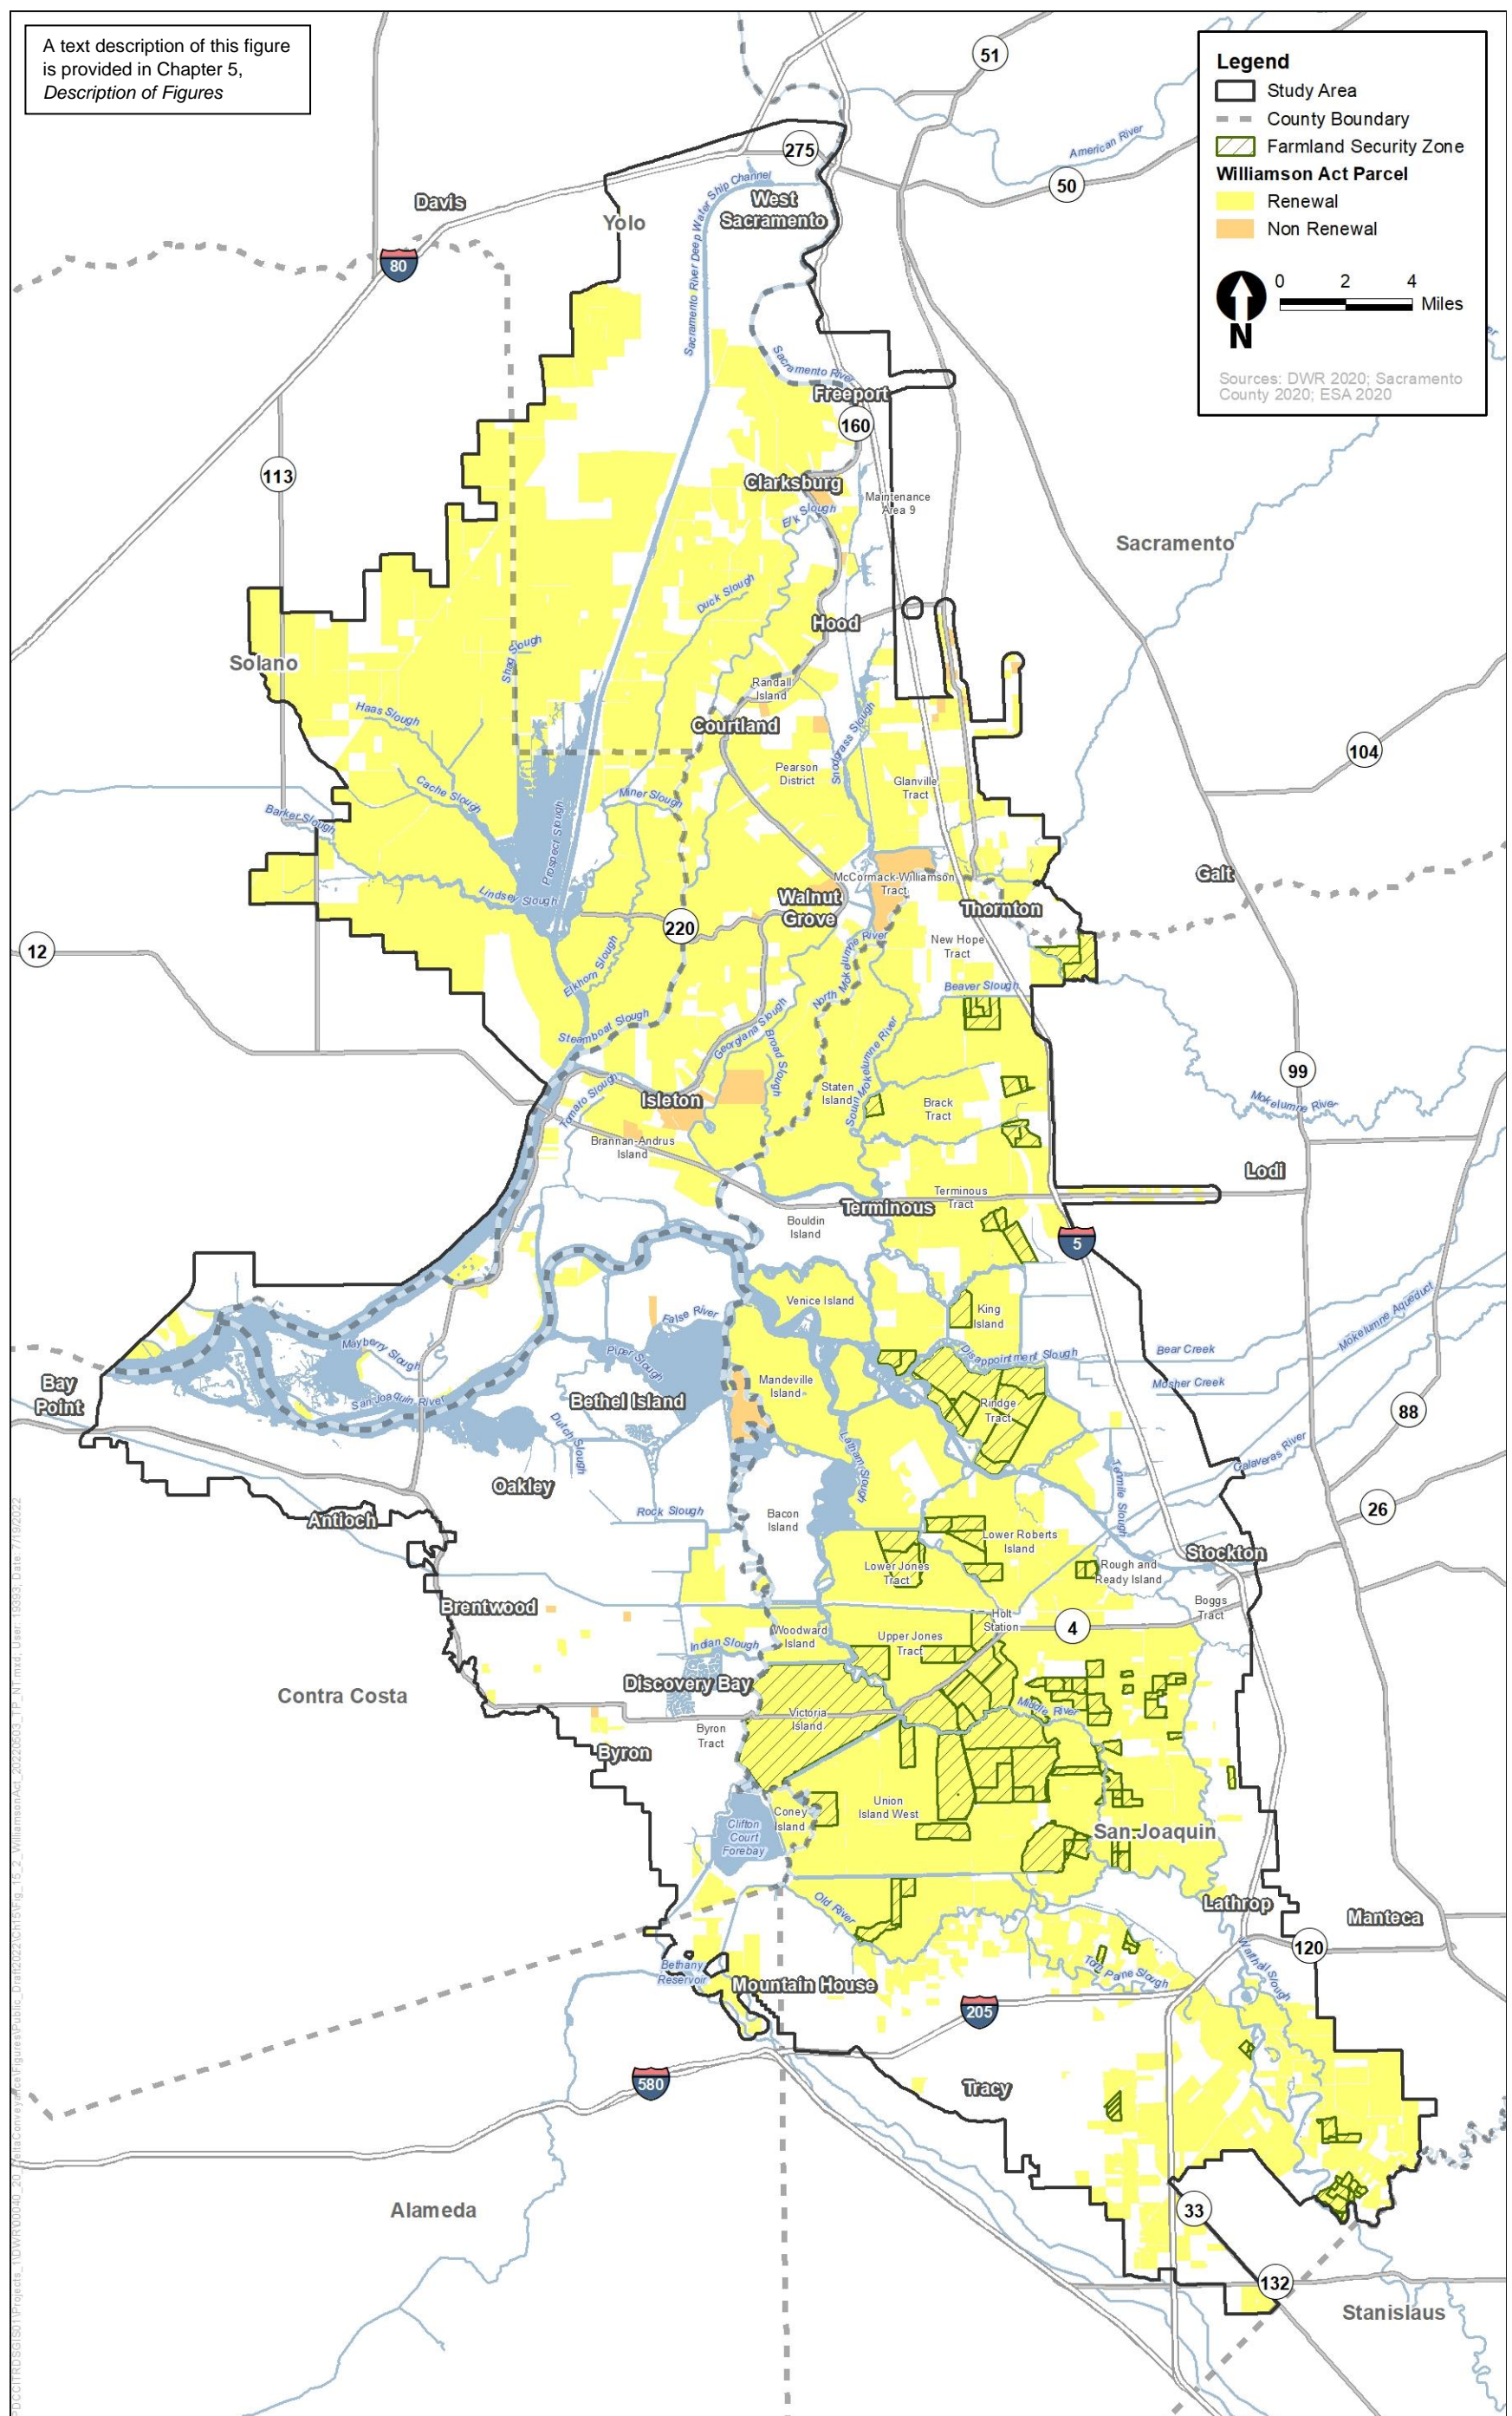 A text description of this figure
is provided in Chapter 5,
Description of Figures
Legend
Study Area
County Boundary
Farmland Security Zone
Williamson Act Parcel
Renewal
Non Renewal
N
0 2 4
Miles
Sources: DWR 2020; Sacramento
County 2020; ESA 2020
51
American River
275
50
Sacramento River Deep Water Ship Channel
West
Sacramento
Davis
Yolo
80
Sacramento River
Freeport
160
113
Clarksburg
Maintenance
Area 9
Elk Slough
Sacramento
Duck Slough
Hood
Shag Slough
Solano
Randall
Island
Haas Slough
Courtland
Snodgrass Slough
104
Pearson
District
Glanville
Tract
Cache Slough
Miner Slough
Barker Slough
Prospect Slough
Galt
McCormack-Williamson
Tract
Walnut
Grove
Lindsey Slough
Thornton
220
12
New Hope
Tract
North Mokelumne River
Elkhorn Slough
Beaver Slough
Steamboat Slough
Georgiana Slough
Broad Slough
South Mokelumne River
99
Tomato Slough
Isleton
Staten
Island
Brack
Tract
Mokelumne River
Brannan-Andrus
Island
Lodi
Terminous
Terminous
Tract
Bouldin
Island
5
Venice Island
King
Island
False River
Mokelumne Aqueduct
Mayberry Slough
Piper Slough
Disappointment Slough
Bear Creek
Mosher Creek
Bay
Point
San Joaquin River
Bethel Island
Mandeville
Island
Rindge
Tract
88
Dutch Slough
Latham Slough
Calaveras River
Tenmile Slough
Oakley
Antioch
Rock Slough
Bacon
Island
26
Lower Roberts
Island
Stockton
Lower Jones
Tract
Rough and
Ready Island
Brentwood
Boggs
Tract
Holt
Station
4
Woodward
Island
Upper Jones
Tract
Indian Slough
Discovery Bay
Contra Costa
Middle River
Victoria
Island
Byron
Tract
Byron
Union
Island West
Coney
Island
Clifton
Court
Forebay
San Joaquin
Old River
Lathrop
Manteca
120
Walthall Slough
Bethany
Reservoir
Tom Paine Slough
Mountain House
205
580
Tracy
Alameda
33
132
Stanislaus